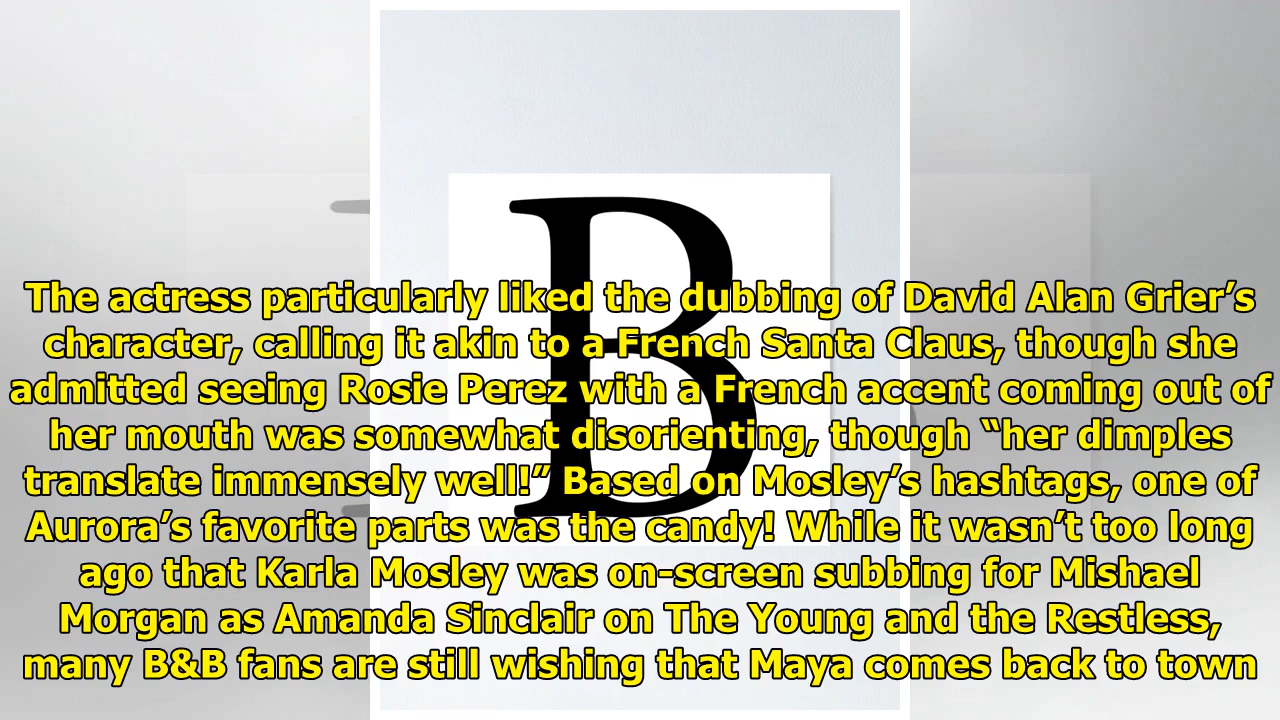 B
The actress particularly liked the dubbing of David Alan Grier’s
character, calling it akin to a French Santa Claus, though she
admitted seeing Rosie Perez with a French accent coming out of
her mouth was somewhat disorienting, though “her dimples
translate immensely well!” Based on Mosley’s hashtags, one of
Aurora’s favorite parts was the candy! While it wasn’t too long
ago that Karla Mosley was on-screen subbing for Mishael
Morgan as Amanda Sinclair on The Young and the Restless,
many B&B fans are still wishing that Maya comes back to town